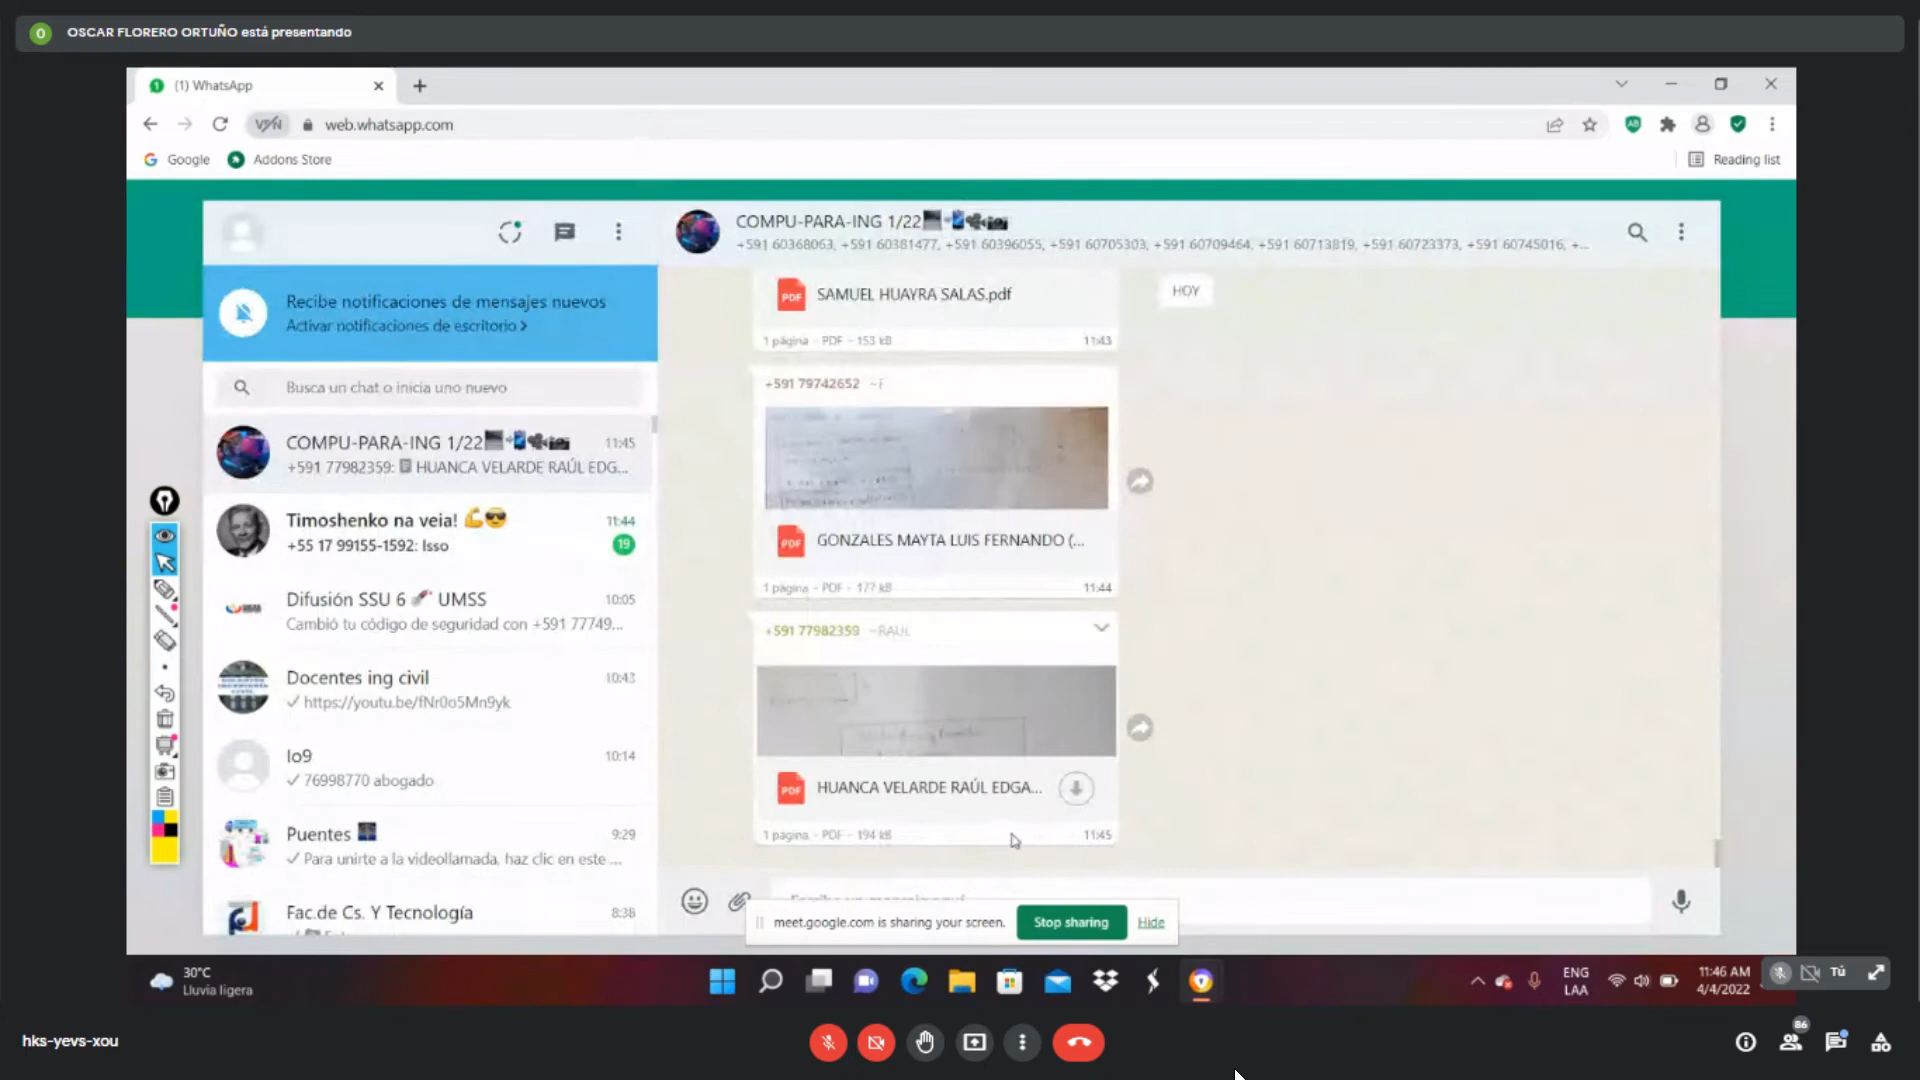 O OSCAR FLORERO ORTUÑO está presentando
(1) WhatsApp
VPN web.whatsapp.com
Google Addons Store Reading list
COMPU-PARA-ING 1/22
+591 60368063, +591 60381477, +591 60396055, +591 60705303, +591 60709464, +591 60713819, +591 60723373, +591 60745016, +...
Recibe notificaciones de mensajes nuevos
Activar notificaciones de escritorio >
Busca un chat o inicia uno nuevo
COMPU-PARA-ING 1/22 11:45
+591 77982359: HUANCA VELARDE RAÚL EDG...
Timoshenko na veia! 💪😎 11:44
+55 17 99155-1592: Isso 19
Difusión SSU 6 UMSS 10:05
Cambió tu código de seguridad con +591 77749...
Docentes ing civil 10:43
✓ https://youtu.be/fNr0o5Mn9yk
Io9 10:14
✓ 76998770 abogado
Puentes 9:29
✓ Para unirte a la videollamada, haz clic en este ...
Fac.de Cs. Y Tecnología 8:38
HOY
PDF SAMUEL HUAYRA SALAS.pdf
1 página - PDF - 153 kB 11:43
+591 79742652
PDF GONZALES MAYTA LUIS FERNANDO (...
1 página - PDF - 177 kB 11:44
+591 77982359 ~RAUL
PDF HUANCA VELARDE RAÚL EDGA...
1 página - PDF - 194 kB 11:45
meet.google.com is sharing your screen. Stop sharing Hide
30°C
Lluvia ligera
ENG
LAA
11:46 AM
4/4/2022
Tú
hks-yevs-xou
86